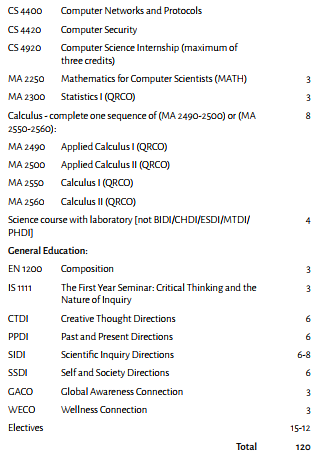 CS 4400 Computer Networks and Protocols
CS 4420 Computer Security
CS 4920 Computer Science Internship (maximum of
three credits)
MA 2250 Mathematics for Computer Scientists (MATH) 3
MA 2300 Statistics I (QRCO) 3
Calculus - complete one sequence of (MA 2490-2500) or (MA 8
2550-2560):
MA 2490 Applied Calculus I (QRCO)
MA 2500 Applied Calculus II (QRCO)
MA 2550 Calculus I (QRCO)
MA 2560 Calculus II (QRCO)
Science course with laboratory [not BIDI/CHDI/ESDI/MTDI/ 4
PHDI]
General Education:
EN 1200 Composition 3
IS 1111 The First Year Seminar: Critical Thinking and the 3
Nature of Inquiry
CTDI Creative Thought Directions 6
PPDI Past and Present Directions 6
SIDI Scientific Inquiry Directions 6-8
SSDI Self and Society Directions 6
GACO Global Awareness Connection 3
WECO Wellness Connection 3
Electives 15-12
Total 120